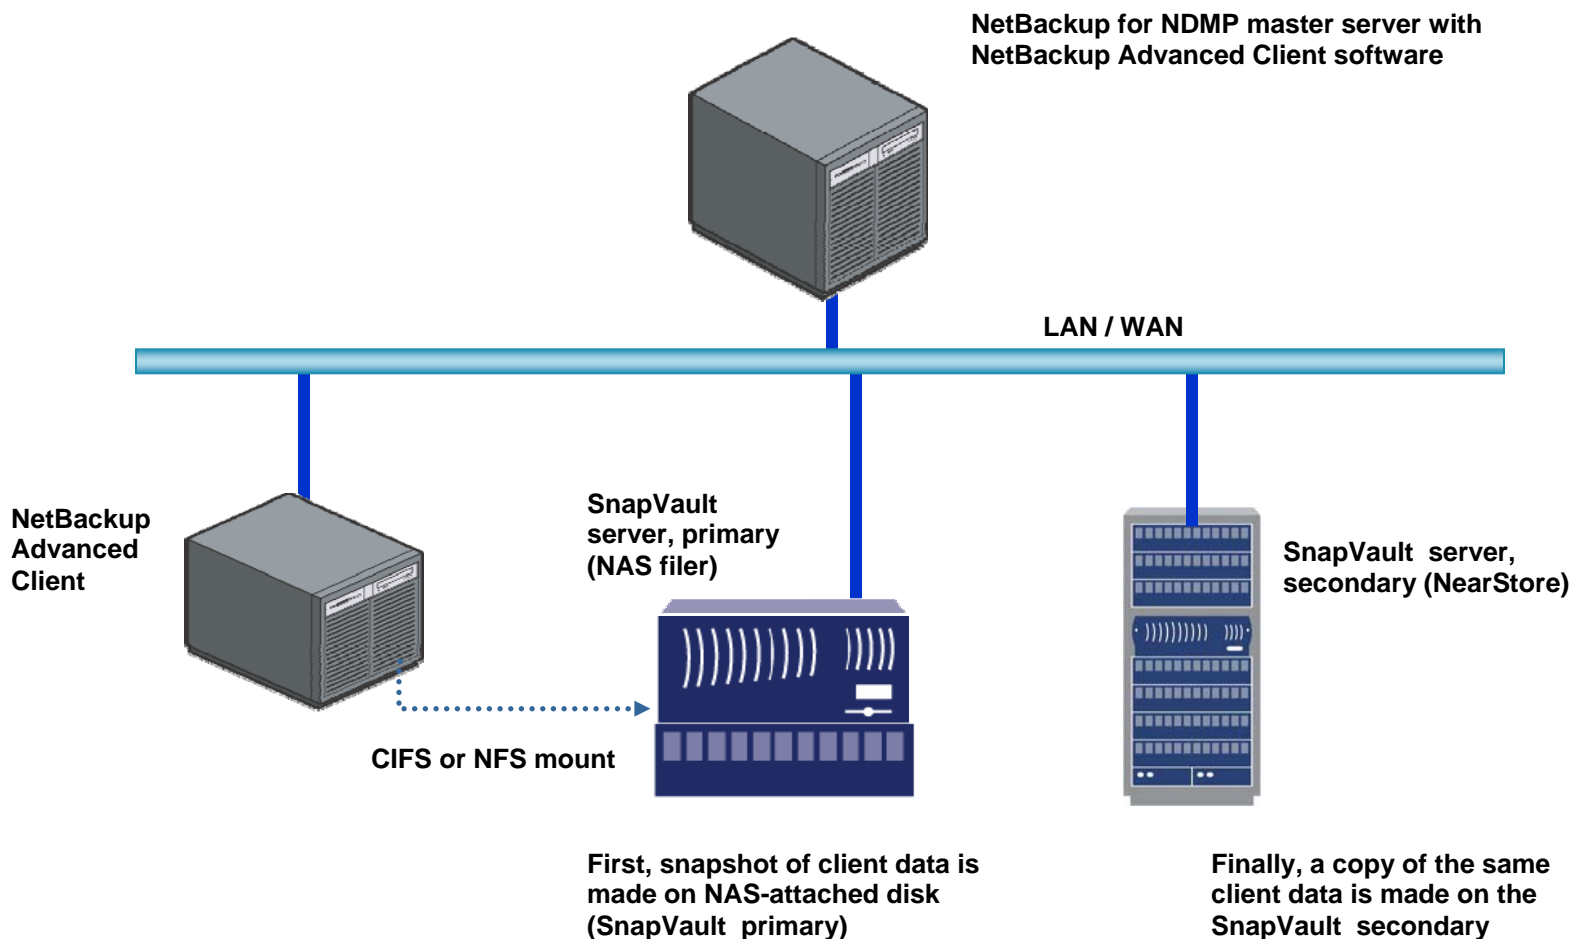 NetBackup for NDMP master server with
NetBackup Advanced Client software
LAN / WAN
NetBackup
Advanced
Client
SnapVault
server, primary
(NAS filer)
SnapVault server,
secondary (NearStore)
CIFS or NFS mount
First, snapshot of client data is
made on NAS-attached disk
(SnapVault primary)
Finally, a copy of the same
client data is made on the
SnapVault secondary